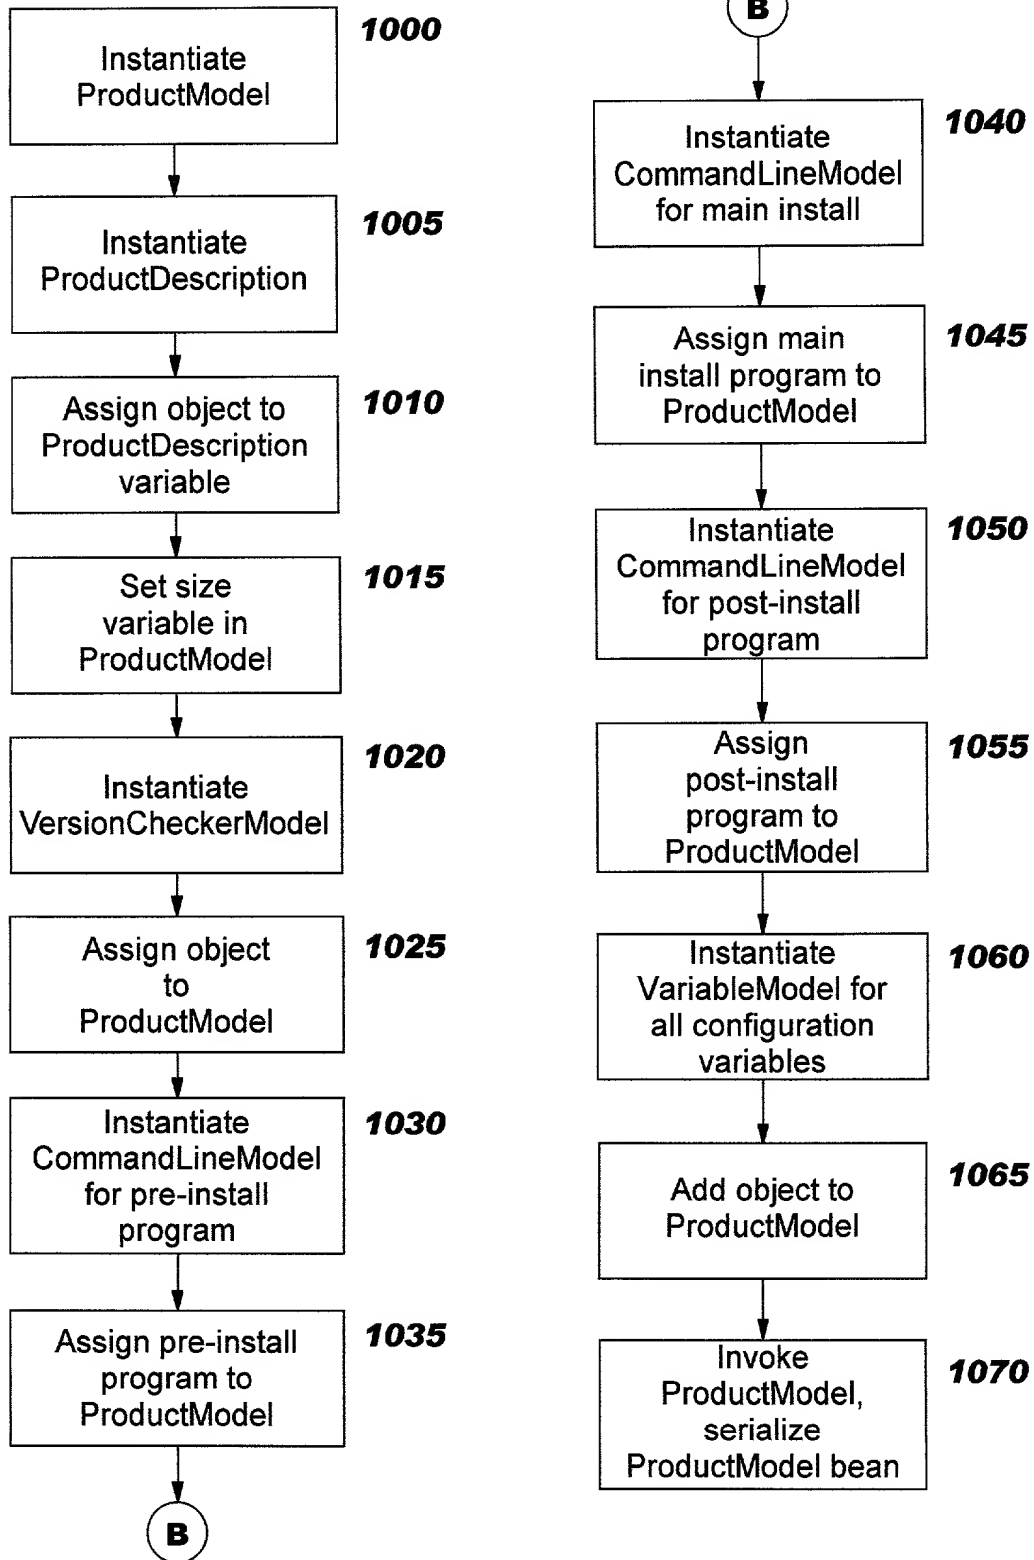 1000
Instantiate
ProductModel
1005
Instantiate
ProductDescription
1010
Assign object to
ProductDescription
variable
1015
Set size
variable in
ProductModel
1020
Instantiate
VersionCheckerModel
1025
Assign object
to
ProductModel
1030
Instantiate
CommandLineModel
for pre-install
program
1035
Assign pre-install
program to
ProductModel
B
B
1040
Instantiate
CommandLineModel
for main install
1045
Assign main
install program to
ProductModel
1050
Instantiate
CommandLineModel
for post-install
program
1055
Assign
post-install
program to
ProductModel
1060
Instantiate
VariableModel for
all configuration
variables
1065
Add object to
ProductModel
1070
Invoke
ProductModel,
serialize
ProductModel bean